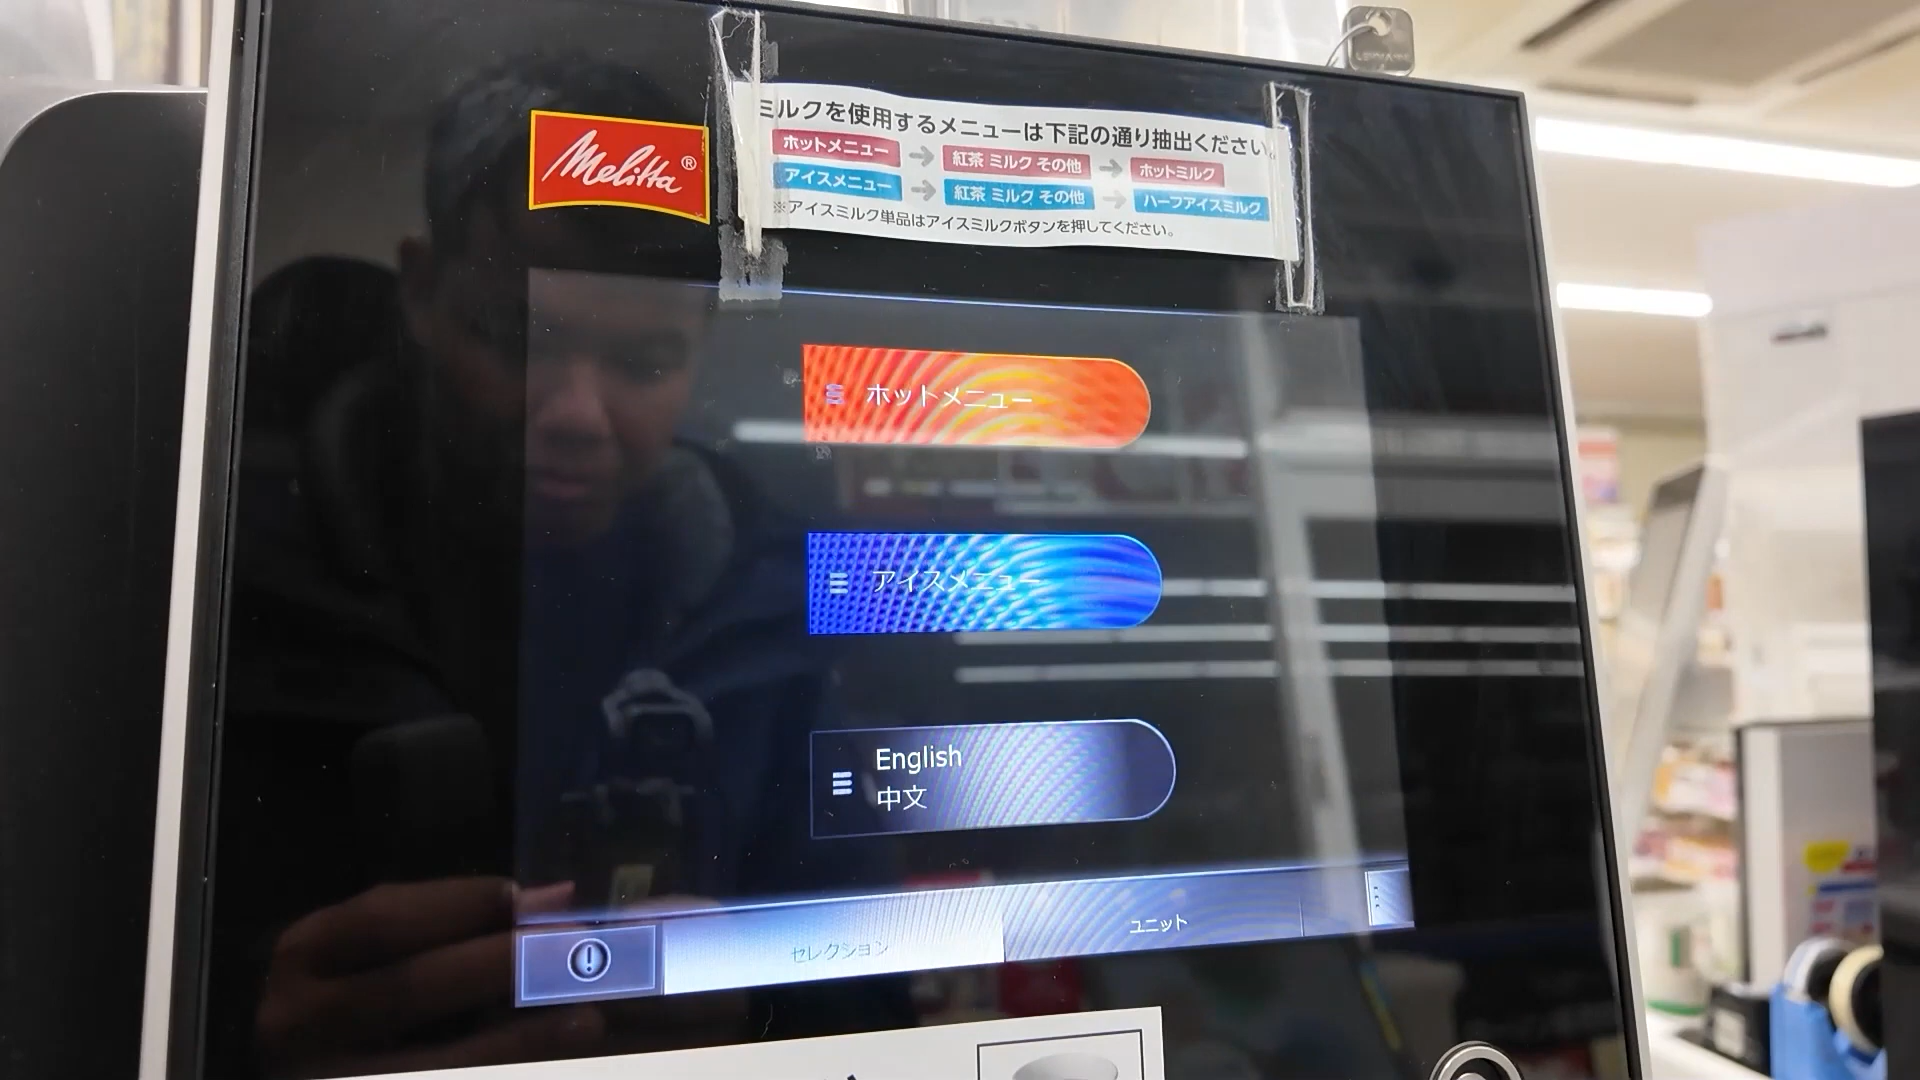 LUMINAIRE
Melitta®
ミルクを使用するメニューは下記の通り抽出ください。
ホットメニュー → 紅茶 ミルク その他 → ホットミルク
アイスメニュー → 紅茶 ミルク その他 → ハーフアイスミルク
※アイスミルク単品はアイスミルクボタンを押してください。
ホットメニュー
アイスメニュー
English
中文
セレクション
ユニット